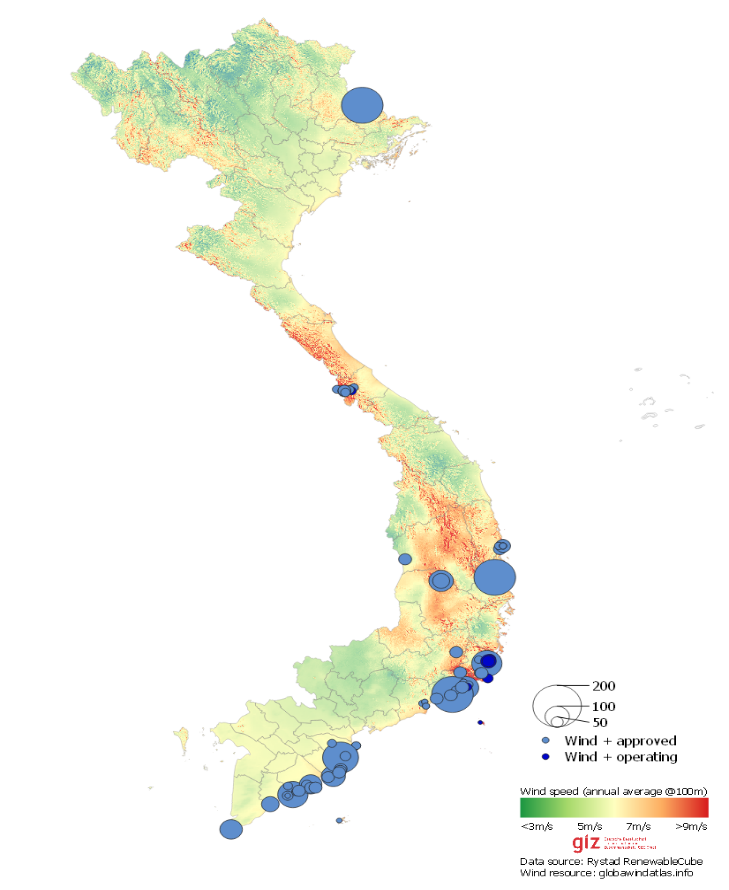 200
100
50
Wind + approved
Wind + operating
Wind speed (annual average @100m)
<3m/s 5m/s 7m/s >9m/s
giz
Data source: Rystad RenewableCube
Wind resource: globawindatlas.info